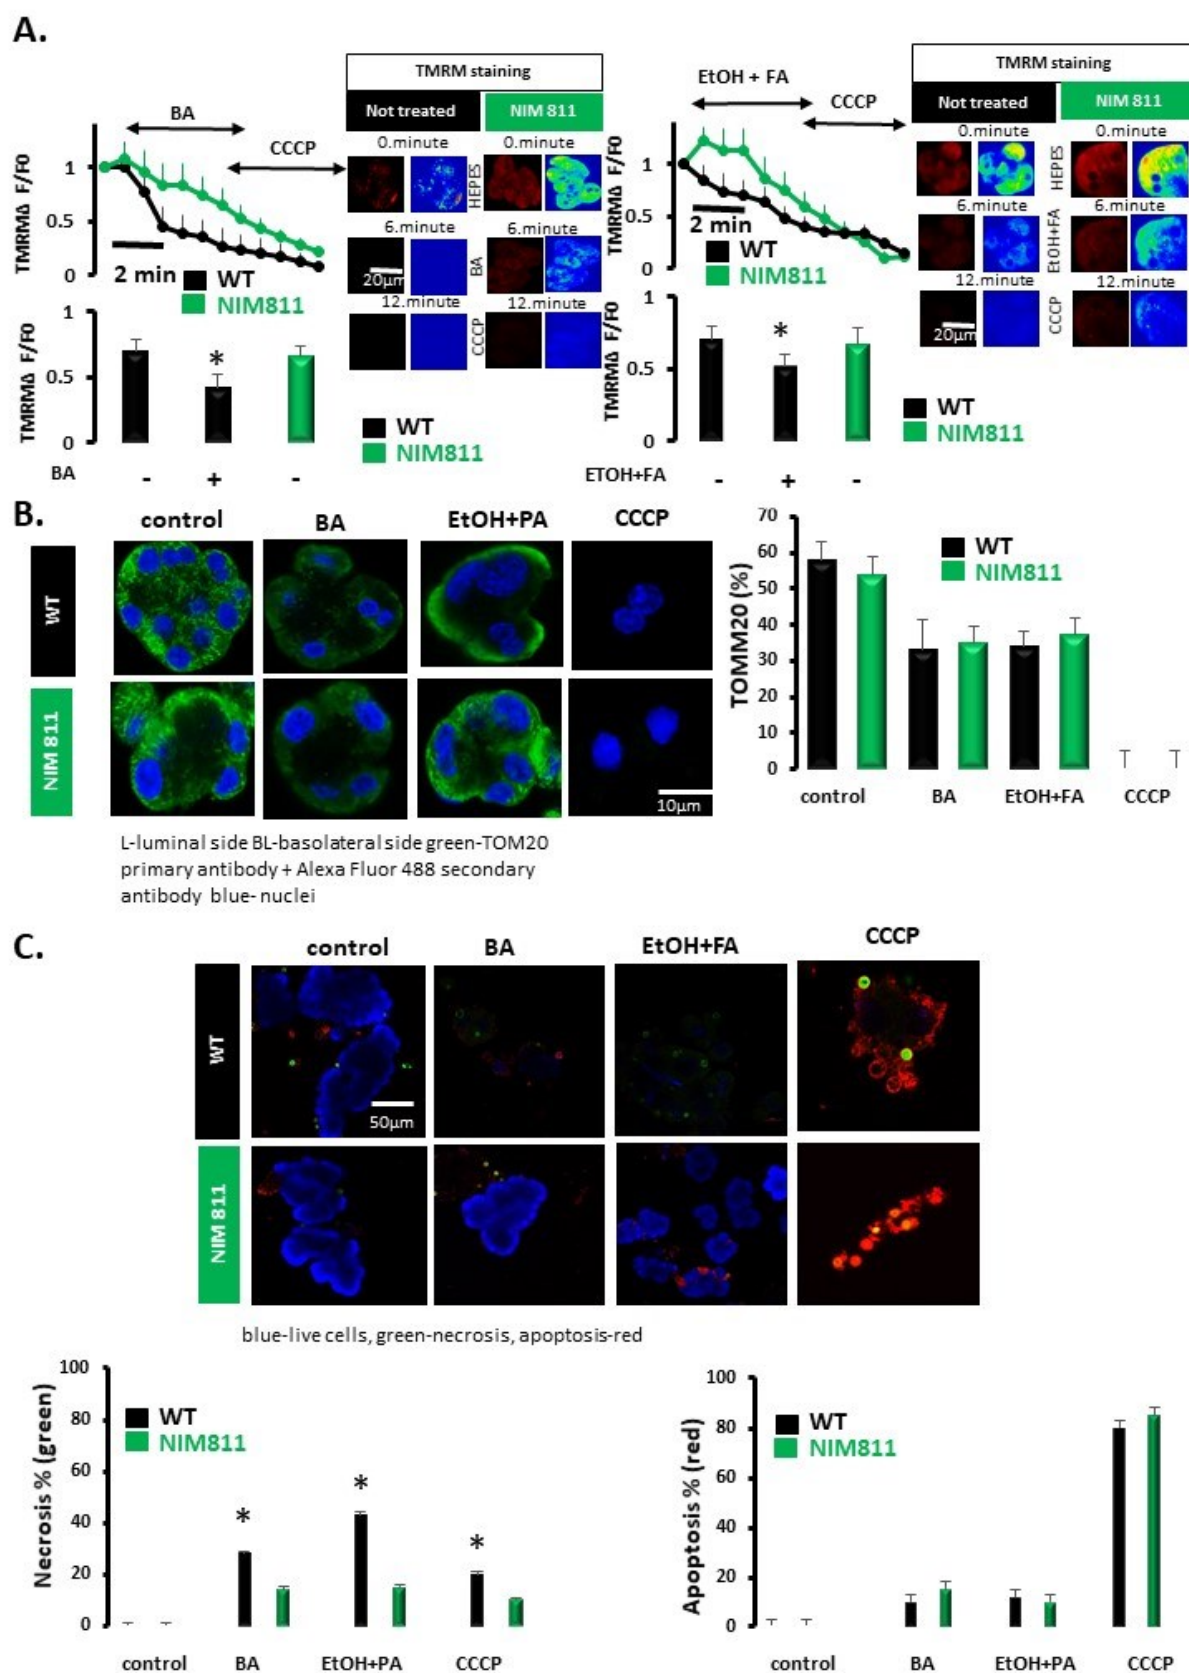 A.
BA
CCCP
TMRMΔ F/F0
1
0.5
1
2 min
WT
NIM811
TMRM staining
Not treated
NIM 811
0.minute
0.minute
HEPES
6.minute
6.minute
BA
20µm
12.minute
12.minute
CCCP
TMRMΔ F/F0
1
0.5
0
WT
NIM811
BA
-
+
-
*
EtOH + FA
CCCP
TMRMΔ F/F0
1
0.5
0
2 min
WT
NIM811
TMRM staining
Not treated
NIM 811
0.minute
0.minute
HEPES
6.minute
6.minute
EtOH+FA
12.minute
12.minute
CCCP
20µm
TMRMΔ F/F0
1
0.5
0
*
WT
NIM811
ETOH+FA
-
+
-
B.
control
BA
EtOH+PA
CCCP
WT
NIM 811
10µm
L-luminal side BL-basolateral side green-TOM20
primary antibody + Alexa Fluor 488 secondary
antibody blue- nuclei
TOMM20 (%)
70
60
50
40
30
20
10
0
WT
NIM811
control
BA
EtOH+FA
CCCP
C.
control
BA
EtOH+FA
CCCP
WT
NIM 811
50µm
blue-live cells, green-necrosis, apoptosis-red
Necrosis % (green)
100
80
60
40
20
0
WT
NIM811
*
*
*
control
BA
EtOH+PA
CCCP
Apoptosis % (red)
100
80
60
40
20
0
WT
NIM811
control
BA
EtOH+PA
CCCP